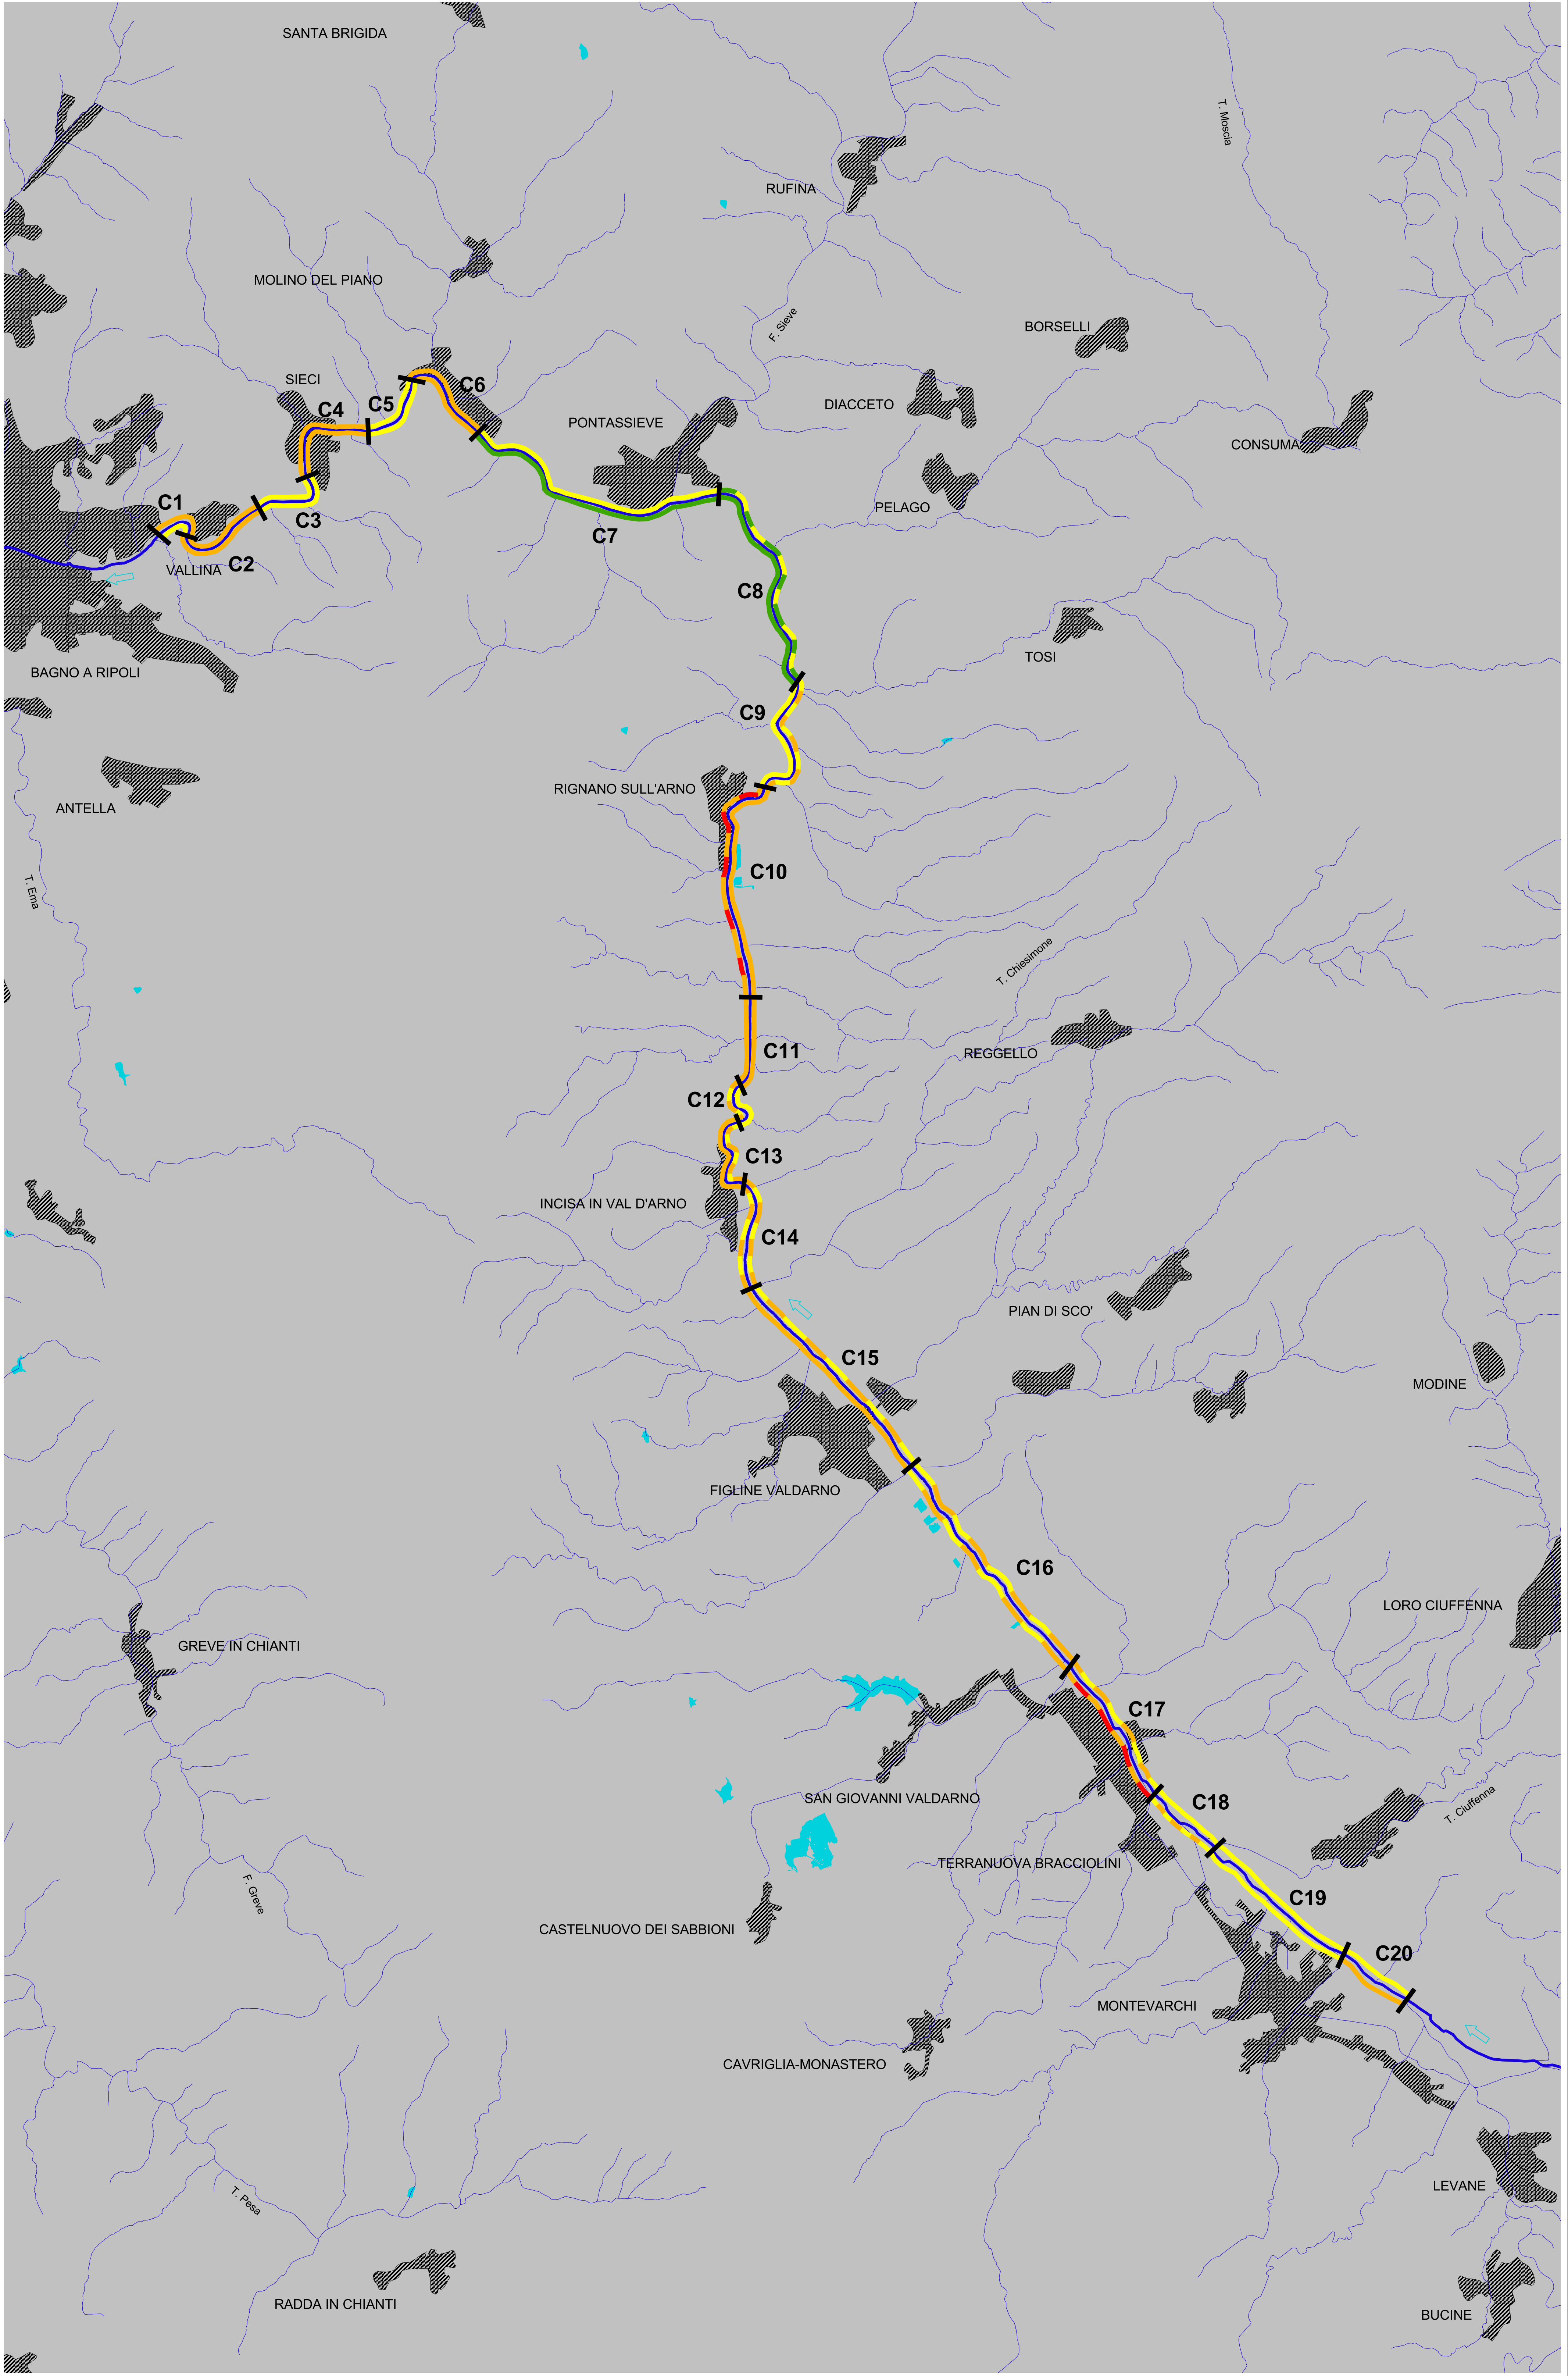 SANTA BRIGIDA
T. Moscia
RUFINA
MOLINO DEL PIANO
F. Sieve
BORSELLI
SIECI
C6
C5
C4
DIACCETO
PONTASSIEVE
CONSUMA
C1
PELAGO
C3
C7
C2
VALLINA
C8
TOSI
BAGNO A RIPOLI
C9
RIGNANO SULL'ARNO
ANTELLA
C10
T. Ema
T. Chiesimone
C11
REGGELLO
C12
C13
INCISA IN VAL D'ARNO
C14
PIAN DI SCO'
C15
MODINE
FIGLINE VALDARNO
C16
LORO CIUFFENNA
GREVE IN CHIANTI
C17
SAN GIOVANNI VALDARNO
C18
T. Ciuffenna
TERRANUOVA BRACCIOLINI
F. Greve
C19
CASTELNUOVO DEI SABBIONI
C20
MONTEVARCHI
CAVRIGLIA-MONASTERO
LEVANE
T. Pesa
RADDA IN CHIANTI
BUCINE